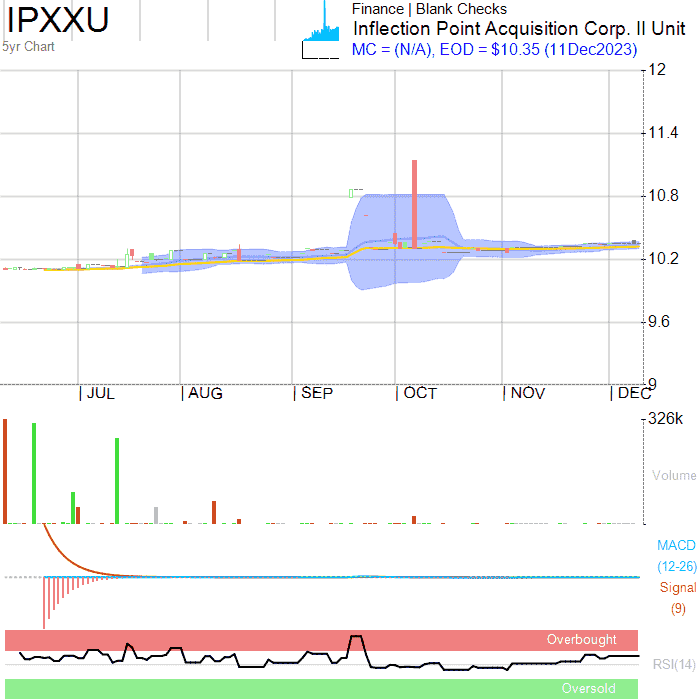 IPXXU
5yr Chart
Finance | Blank Checks
Inflection Point Acquisition Corp. II Unit
MC = (N/A), EOD = $10.35 (11Dec2023)
12
11.4
10.8
10.2
9.6
9
| JUL | AUG | SEP | OCT | NOV | DEC
326k
Volume
MACD
(12-26)
Signal
(9)
Overbought
RSI(14)
Oversold